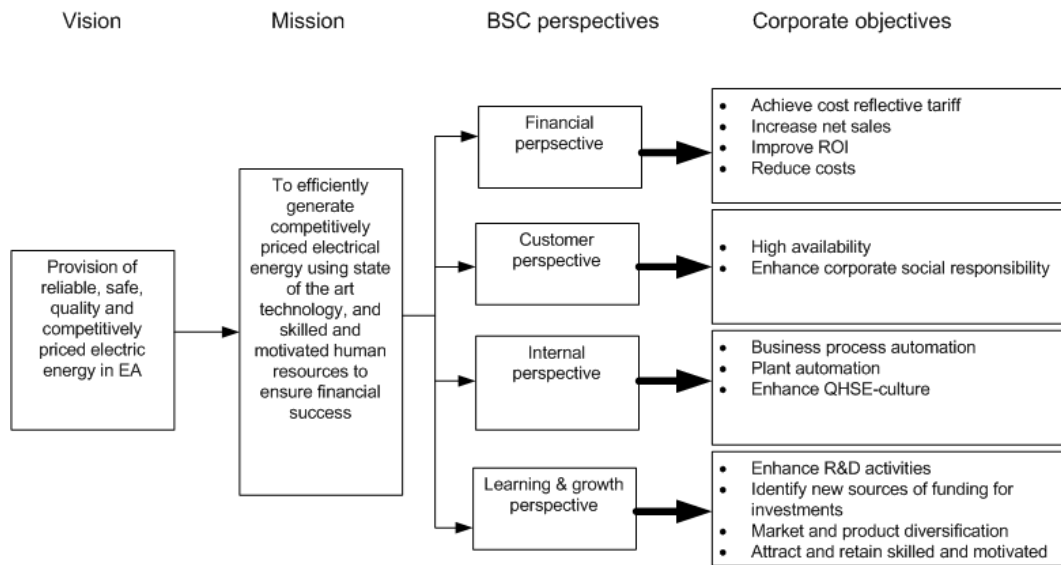 Vision
Mission
BSC perspectives
Corporate objectives
Provision of
reliable, safe,
quality and
competitively
priced electric
energy in EA
To efficiently
generate
competitively
priced electrical
energy using state
of the art
technology, and
skilled and
motivated human
resources to
ensure financial
success
Financial
perpsective
• Achieve cost reflective tariff
• Increase net sales
• Improve ROI
• Reduce costs
Customer
perspective
• High availability
• Enhance corporate social responsibility
Internal
perspective
• Business process automation
• Plant automation
• Enhance QHSE-culture
Learning & growth
perspective
• Enhance R&D activities
• Identify new sources of funding for
investments
• Market and product diversification
• Attract and retain skilled and motivated